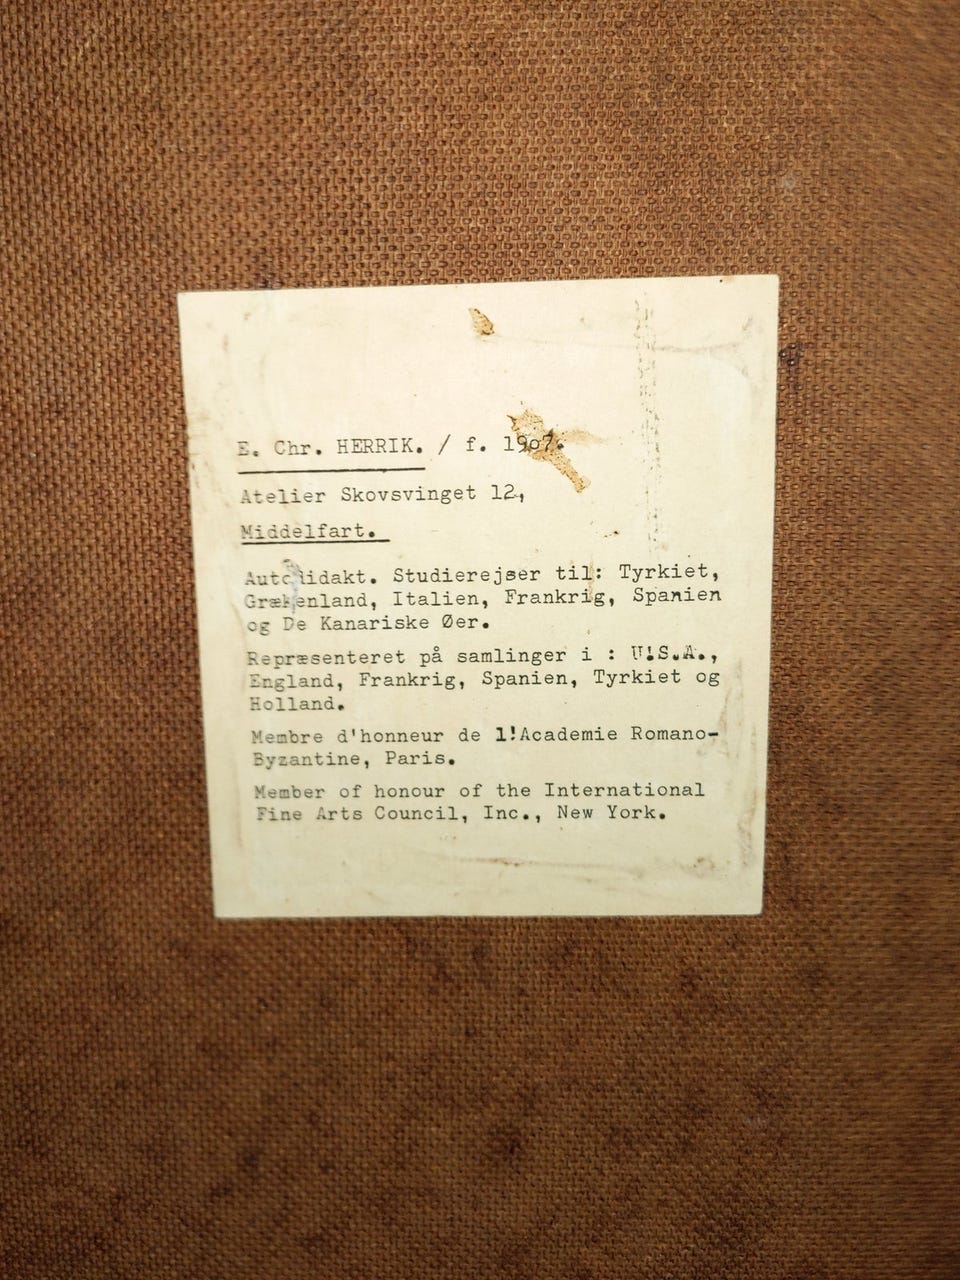 E. Chr. HERRIK. / f. 1907.
Atelier Skovsvinget 12,
Middelfart.
Autodidakt. Studierejser til: Tyrkiet,
Grækenland, Italien, Frankrig, Spanien
og De Kanariske Øer.
Repræsenteret på samlinger i : U!S.A.,
England, Frankrig, Spanien, Tyrkiet og
Holland.
Membre d'honneur de l!Academie Romano-
Byzantine, Paris.
Member of honour of the International
Fine Arts Council, Inc., New York.